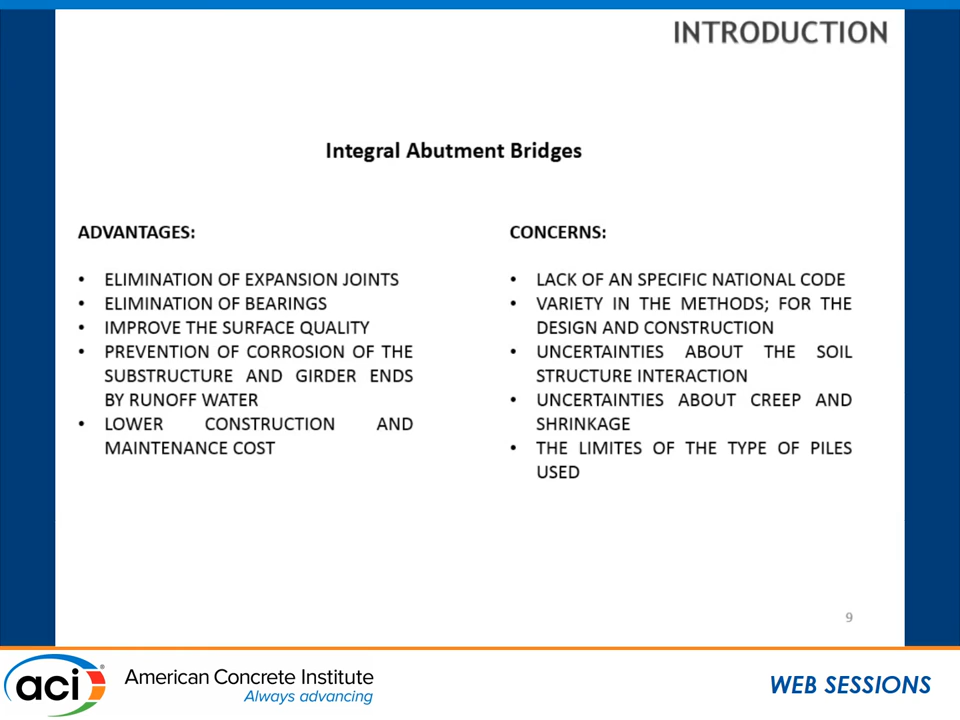 INTRODUCTION
Integral Abutment Bridges
ADVANTAGES:
• ELIMINATION OF EXPANSION JOINTS
• ELIMINATION OF BEARINGS
• IMPROVE THE SURFACE QUALITY
• PREVENTION OF CORROSION OF THE
SUBSTRUCTURE AND GIRDER ENDS
BY RUNOFF WATER
• LOWER CONSTRUCTION AND
MAINTENANCE COST
CONCERNS:
• LACK OF AN SPECIFIC NATIONAL CODE
• VARIETY IN THE METHODS; FOR THE
DESIGN AND CONSTRUCTION
• UNCERTAINTIES ABOUT THE SOIL
STRUCTURE INTERACTION
• UNCERTAINTIES ABOUT CREEP AND
SHRINKAGE
• THE LIMITES OF THE TYPE OF PILES
USED
9
aci®
American Concrete Institute
Always advancing
WEB SESSIONS